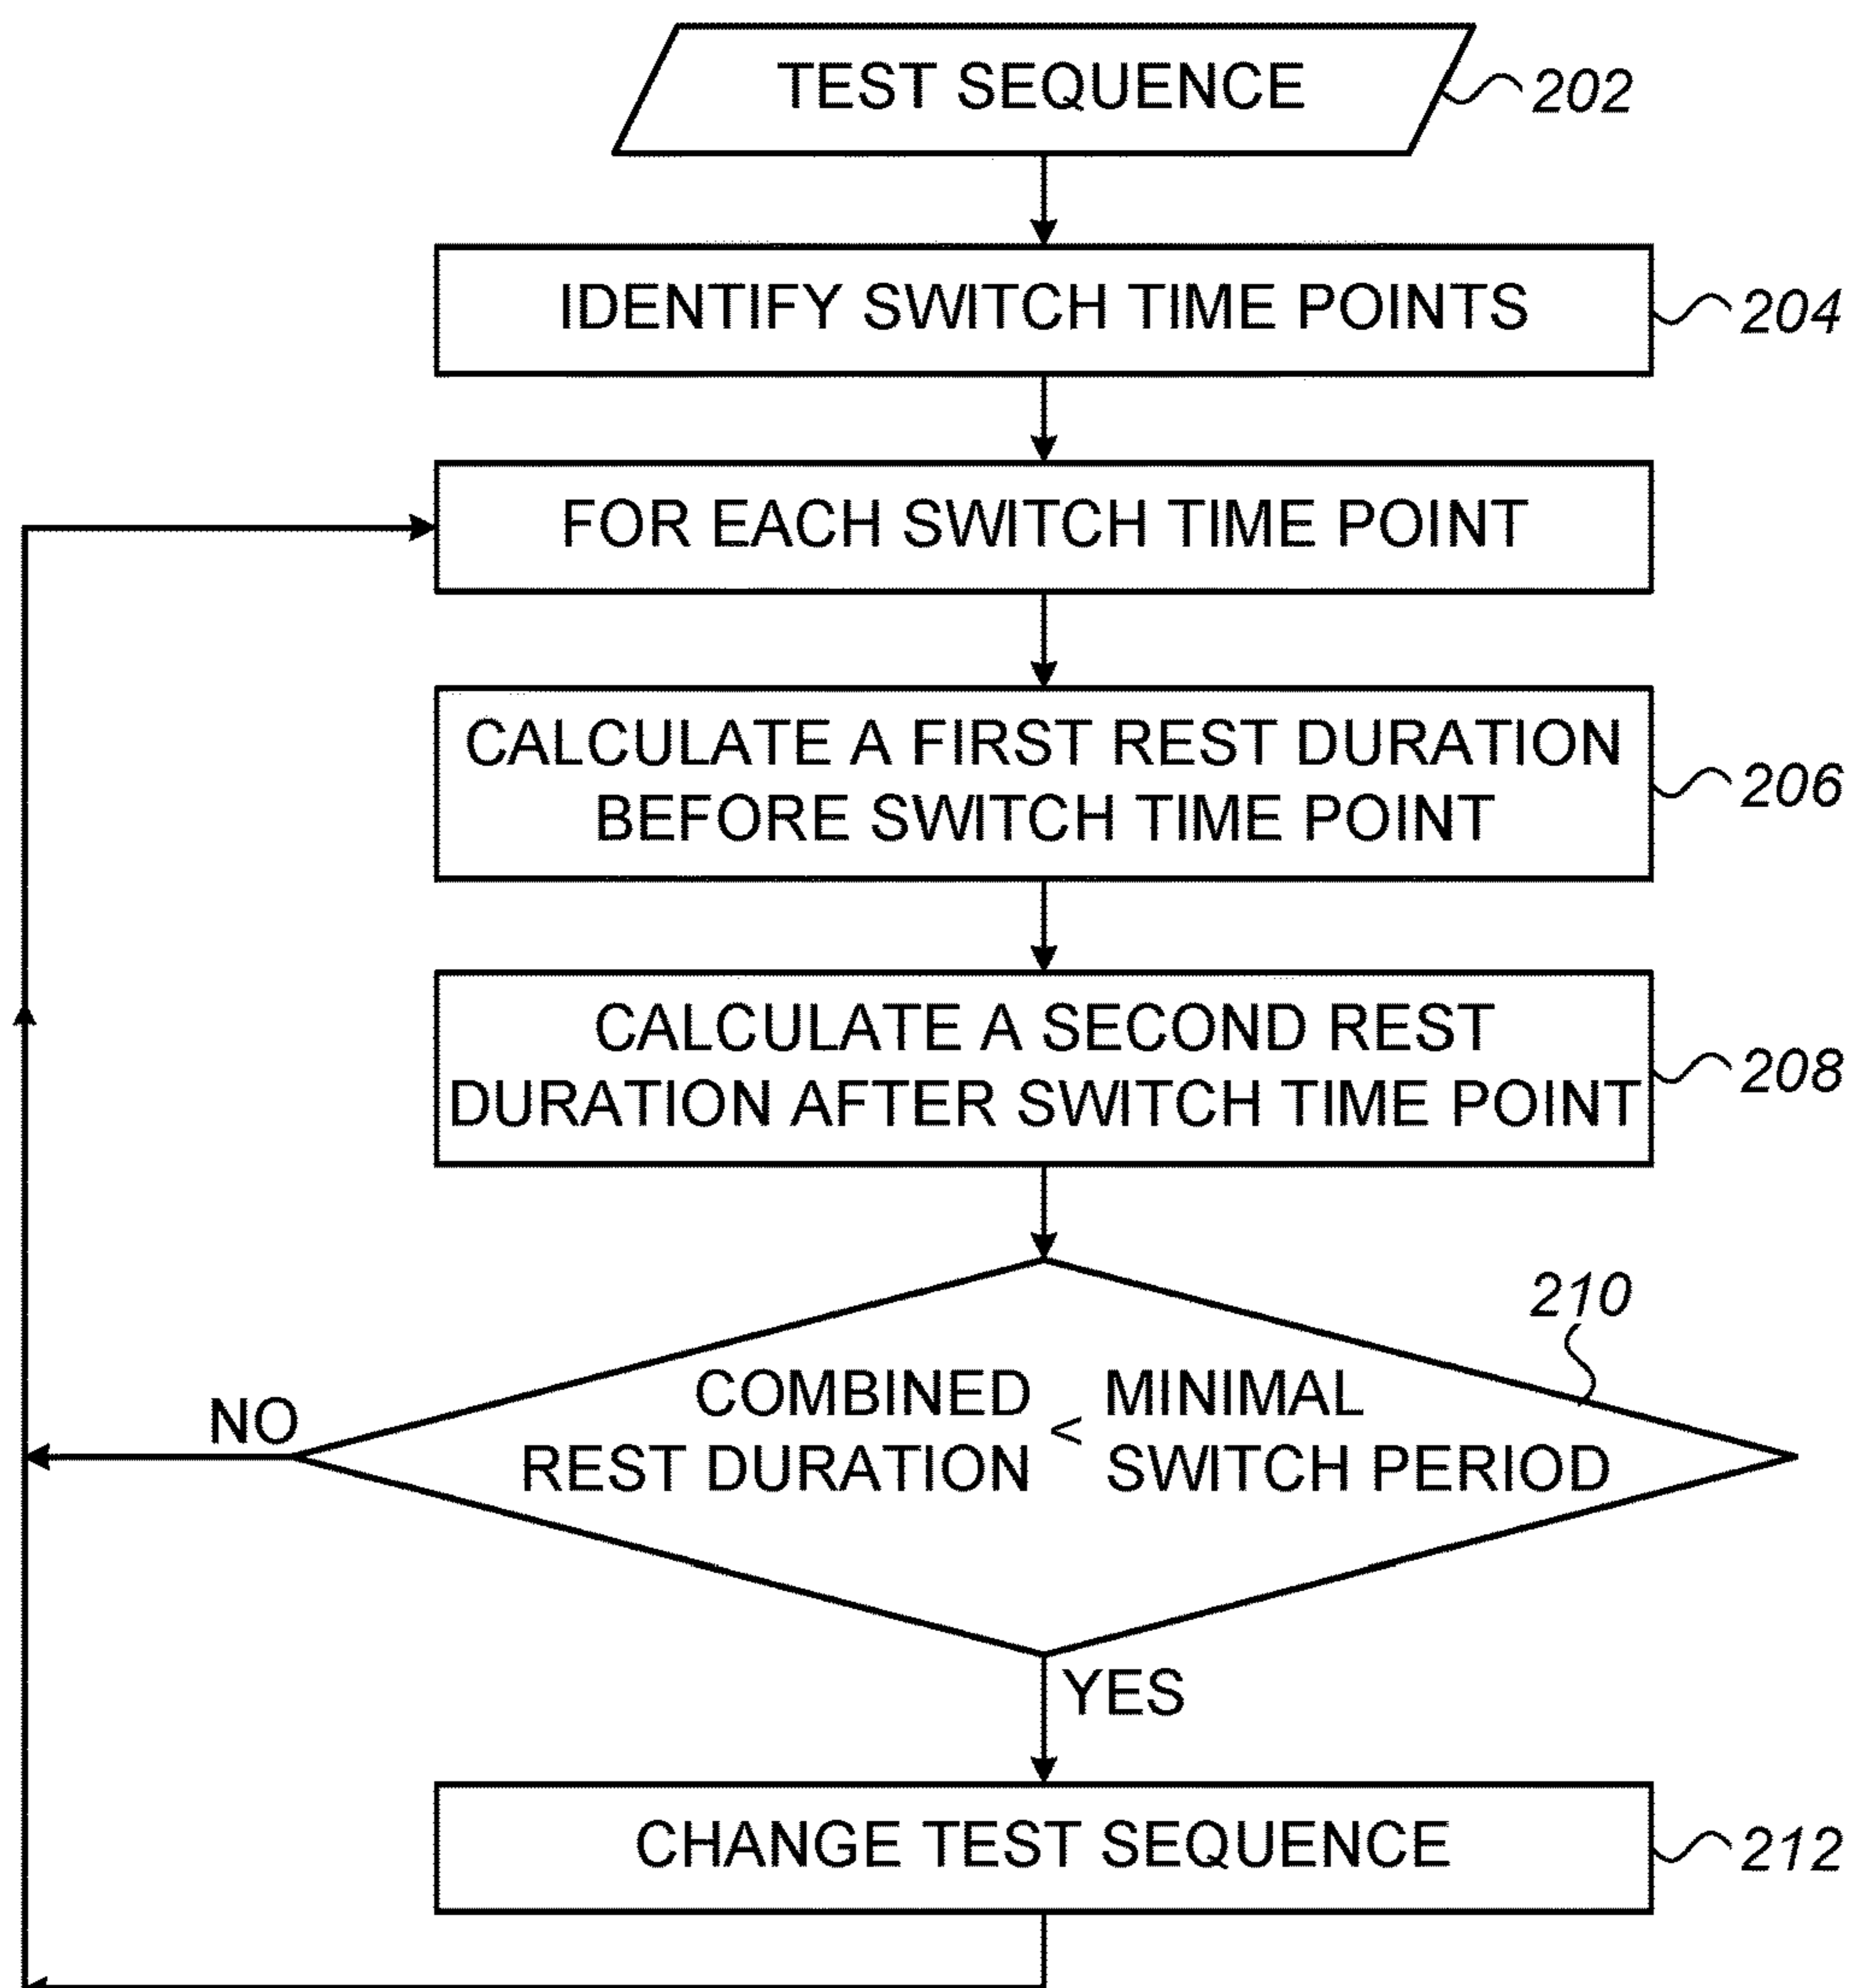 TEST SEQUENCE
202
IDENTIFY SWITCH TIME POINTS
204
FOR EACH SWITCH TIME POINT
CALCULATE A FIRST REST DURATION
BEFORE SWITCH TIME POINT
206
CALCULATE A SECOND REST
DURATION AFTER SWITCH TIME POINT
208
210
COMBINED
REST DURATION
<
MINIMAL
SWITCH PERIOD
NO
YES
CHANGE TEST SEQUENCE
212